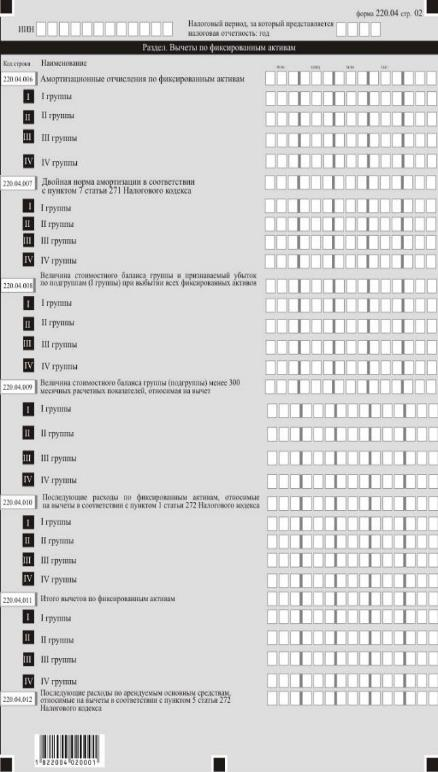 форма 220.04 стр. 02
ИИН
Налоговый период, за который представляется
налоговая отчетность: год
Раздел. Вычеты по фиксированным активам
Код строки Наименование
220.04.006 Амортизационные отчисления по фиксированным активам
I I группы
II II группы
III III группы
IV IV группы
220.04.007 Двойная норма амортизации в соответствии
с пунктом 7 статьи 271 Налогового кодекса
I I группы
II II группы
III III группы
IV IV группы
220.04.008 Величина стоимостного баланса группы и признаваемый убыток
по подгруппам (I группы) при выбытии всех фиксированных активов
I I группы
II II группы
III III группы
IV IV группы
220.04.009 Величина стоимостного баланса группы (подгруппы) менее 300
месячных расчетных показателей, относимая на вычет
I I группы
II II группы
III III группы
IV IV группы
220.04.010 Последующие расходы по фиксированным активам, относимые
на вычеты в соответствии с пунктом 1 статьи 272 Налогового кодекса
I I группы
II II группы
III III группы
IV IV группы
220.04.011 Итого вычетов по фиксированным активам
I I группы
II II группы
III III группы
IV IV группы
220.04.012 Последующие расходы по арендуемым основным средствам,
относимые на вычеты в соответствии с пунктом 5 статьи 272
Налогового кодекса
1 822004 020001